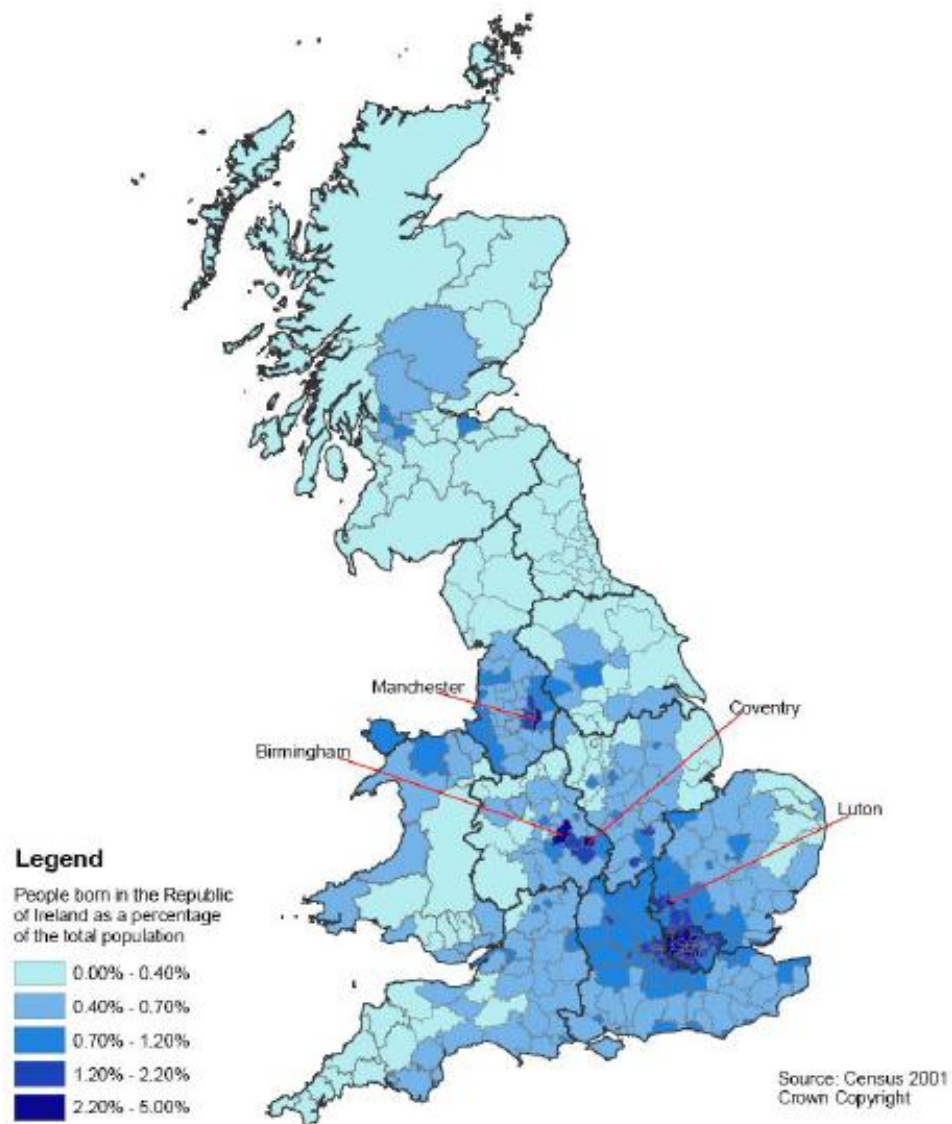 Manchester
Coventry
Birmingham
Luton
Legend
People born in the Republic
of Ireland as a percentage
of the total population
0.00% - 0.40%
0.40% - 0.70%
0.70% - 1.20%
1.20% - 2.20%
2.20% - 5.00%
Source: Census 2001
Crown Copyright